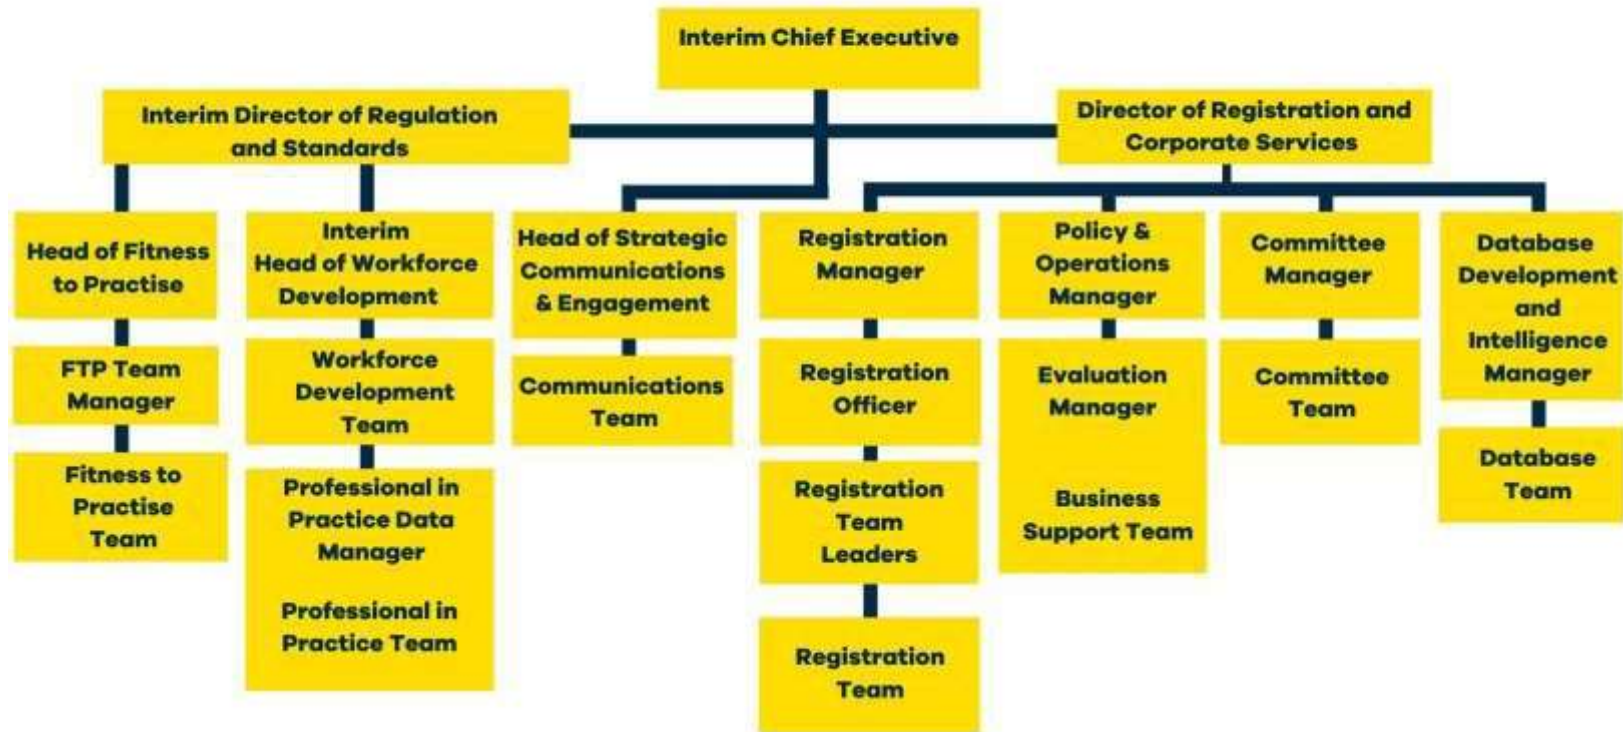 Interim Chief Executive
Interim Director of Regulation
and Standards
Director of Registration and
Corporate Services
Head of Fitness
to Practise
Interim
Head of Workforce
Development
Head of Strategic
Communications
& Engagement
Registration
Manager
Policy &
Operations
Manager
Committee
Manager
Database
Development
and
Intelligence
Manager
FTP Team
Manager
Workforce
Development
Team
Communications
Team
Registration
Officer
Evaluation
Manager
Business
Support Team
Committee
Team
Database
Team
Fitness to
Practise
Team
Professional in
Practice Data
Manager
Professional in
Practice Team
Registration
Team
Leaders
Registration
Team